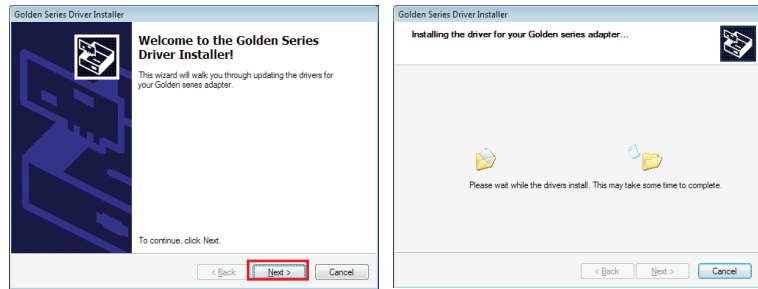 Golden Series Driver Installer
Welcome to the Golden Series
Driver Installer!
This wizard will walk you through updating the drivers for
your Golden series adapter.
To continue, click Next.
< Back
Next >
Cancel
Golden Series Driver Installer
Installing the driver for your Golden series adapter...
Please wait while the drivers install. This may take some time to complete.
< Back
Next >
Cancel